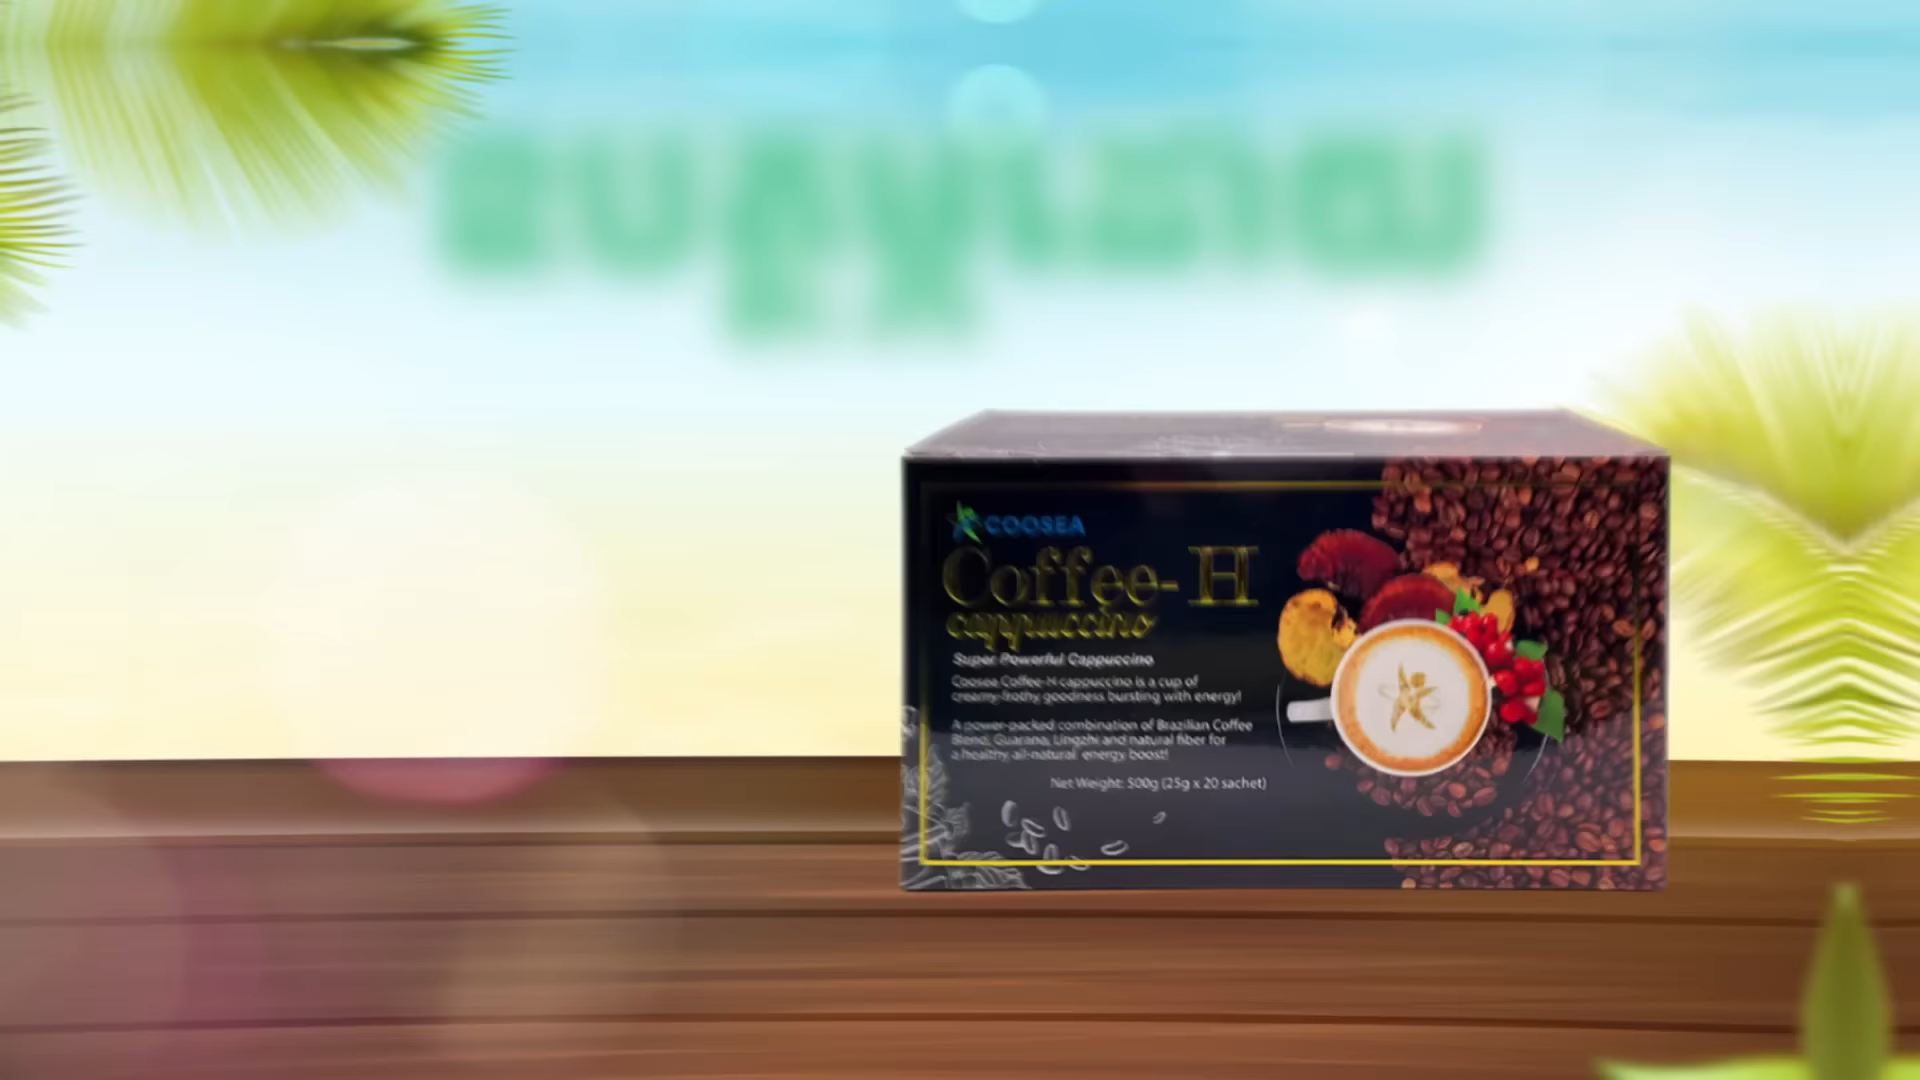 COOSEA
Coffee-H
cappuccino
Super Powerful Cappuccino
Coosea Coffee-H cappuccino is a cup of
creamy-frothy goodness bursting with energy!
A power-packed combination of Brazilian Coffee
Blend, Guarana, Lingzhi and natural fiber for
a healthy all-natural energy boost!
Net Weight: 500g (25g x 20 sachet)